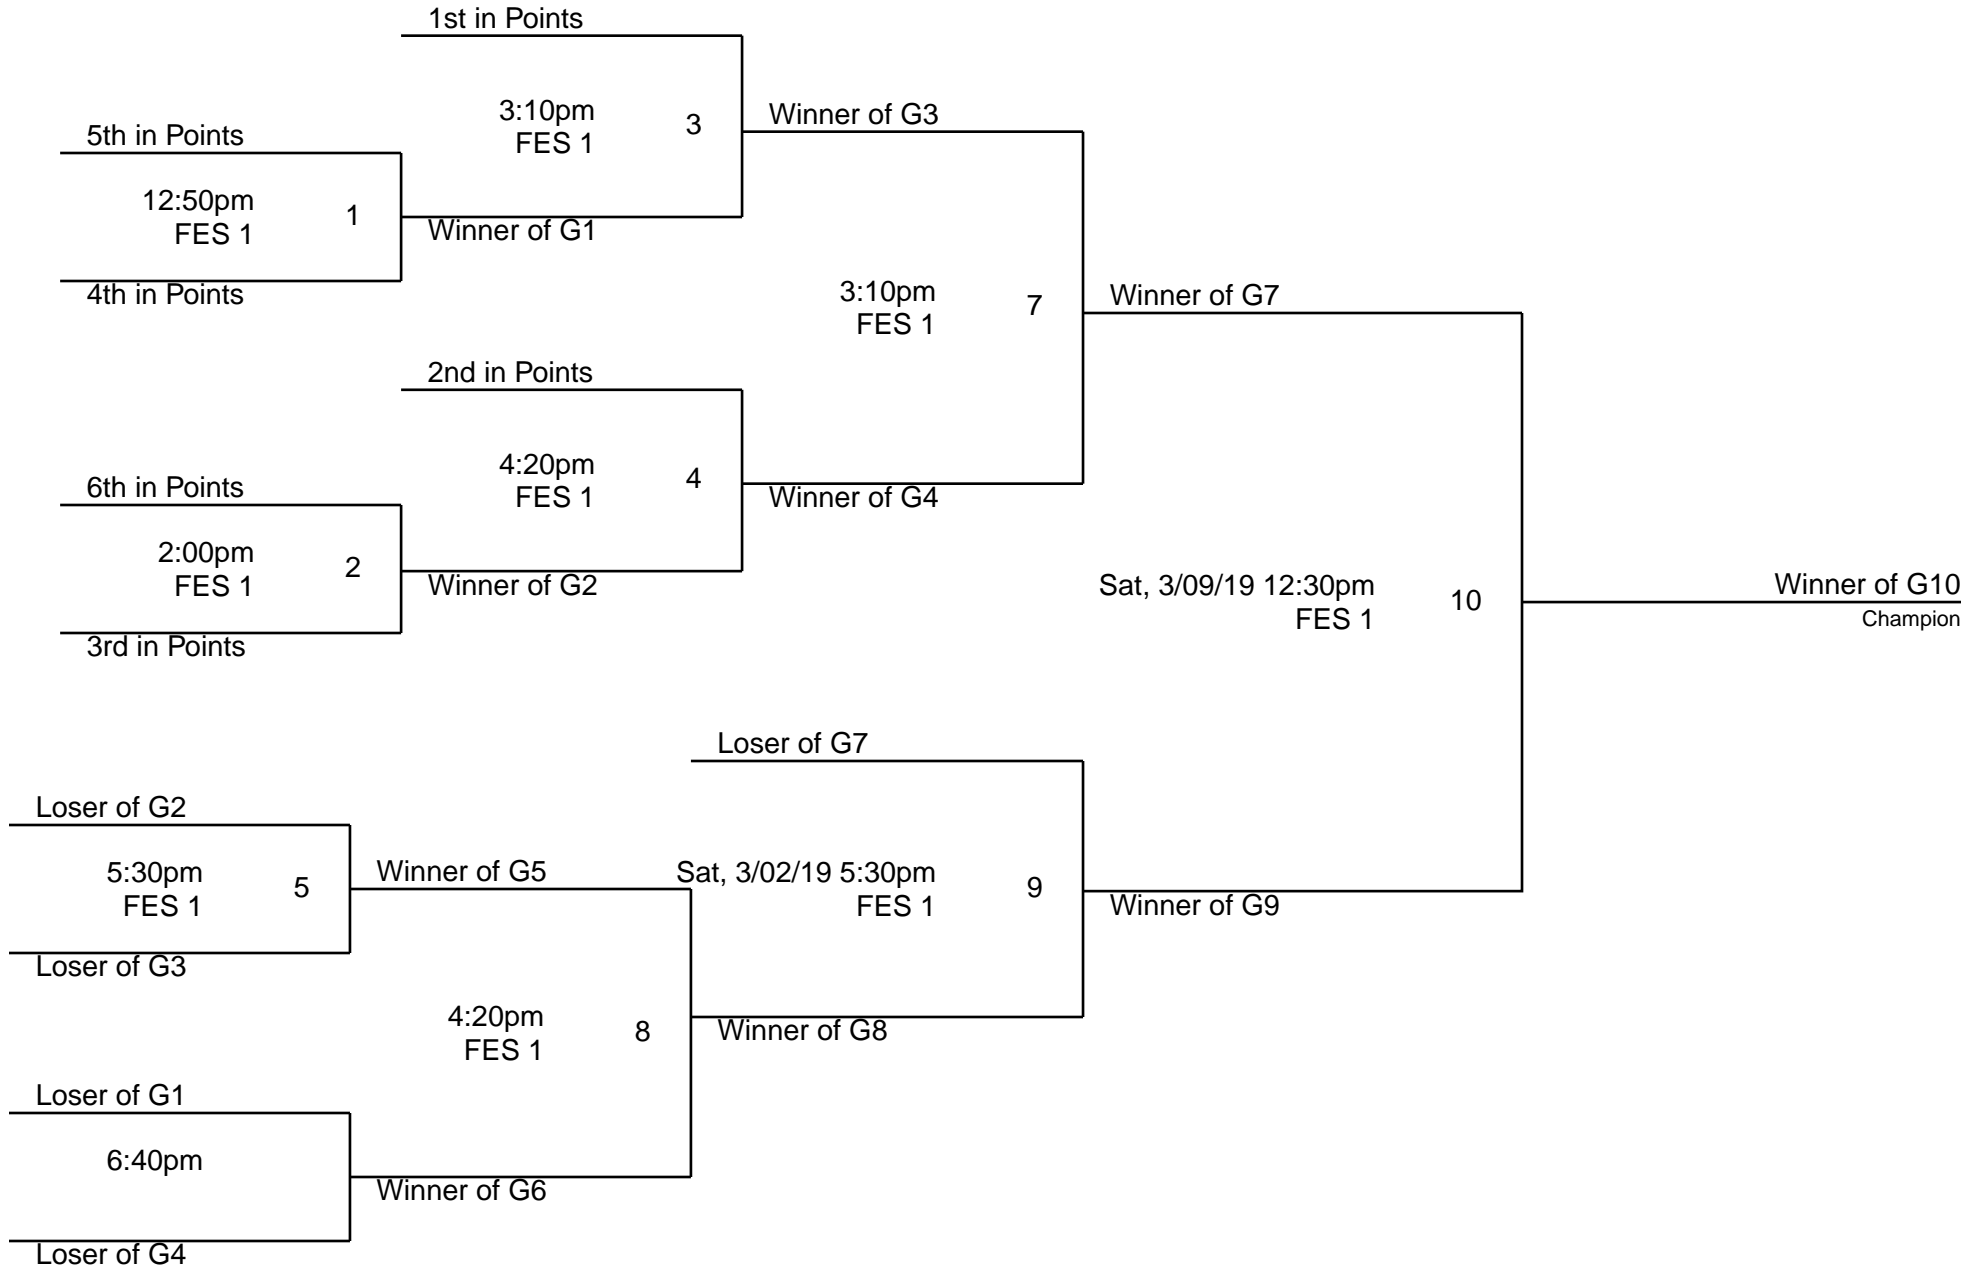 1st in Points
3:10pm
FES 1
3
Winner of G3
5th in Points
12:50pm
FES 1
1
Winner of G1
4th in Points
3:10pm
FES 1
7
Winner of G7
2nd in Points
4:20pm
FES 1
4
Winner of G4
6th in Points
2:00pm
FES 1
2
Winner of G2
3rd in Points
Sat, 3/09/19 12:30pm
FES 1
10
Winner of G10
Champion
Loser of G7
Loser of G2
5:30pm
FES 1
5
Winner of G5
Sat, 3/02/19 5:30pm
FES 1
9
Winner of G9
Loser of G3
4:20pm
FES 1
8
Winner of G8
Loser of G1
6:40pm
Winner of G6
Loser of G4